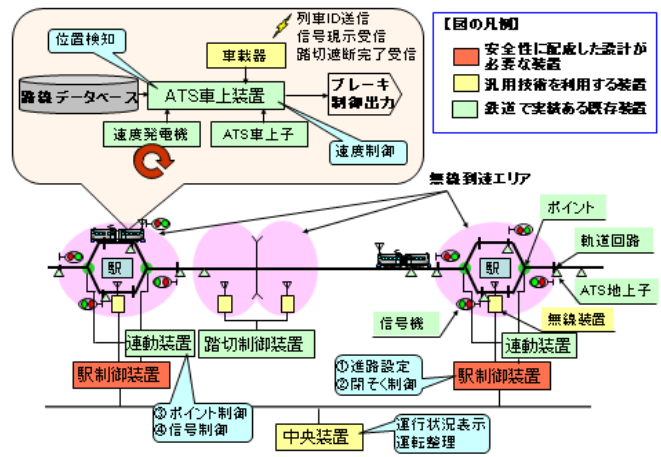 列車ID送信
信号現示受信
踏切遮断完了受信
位置検知
車載器
路線データベース
ATS車上装置
ブレーキ
制御出力
速度発電機
ATS車上子
速度制御
【図の凡例】
安全性に配慮した設計が
必要な装置
汎用技術を利用する装置
鉄道で実績ある既存装置
無線到達エリア
ポイント
軌道回路
ATS地上子
無線装置
駅
駅
信号機
連動装置
踏切制御装置
連動装置
駅制御装置
①進路設定
②閉そく制御
駅制御装置
③ポイント制御
④信号制御
中央装置
運行状況表示
運転整理